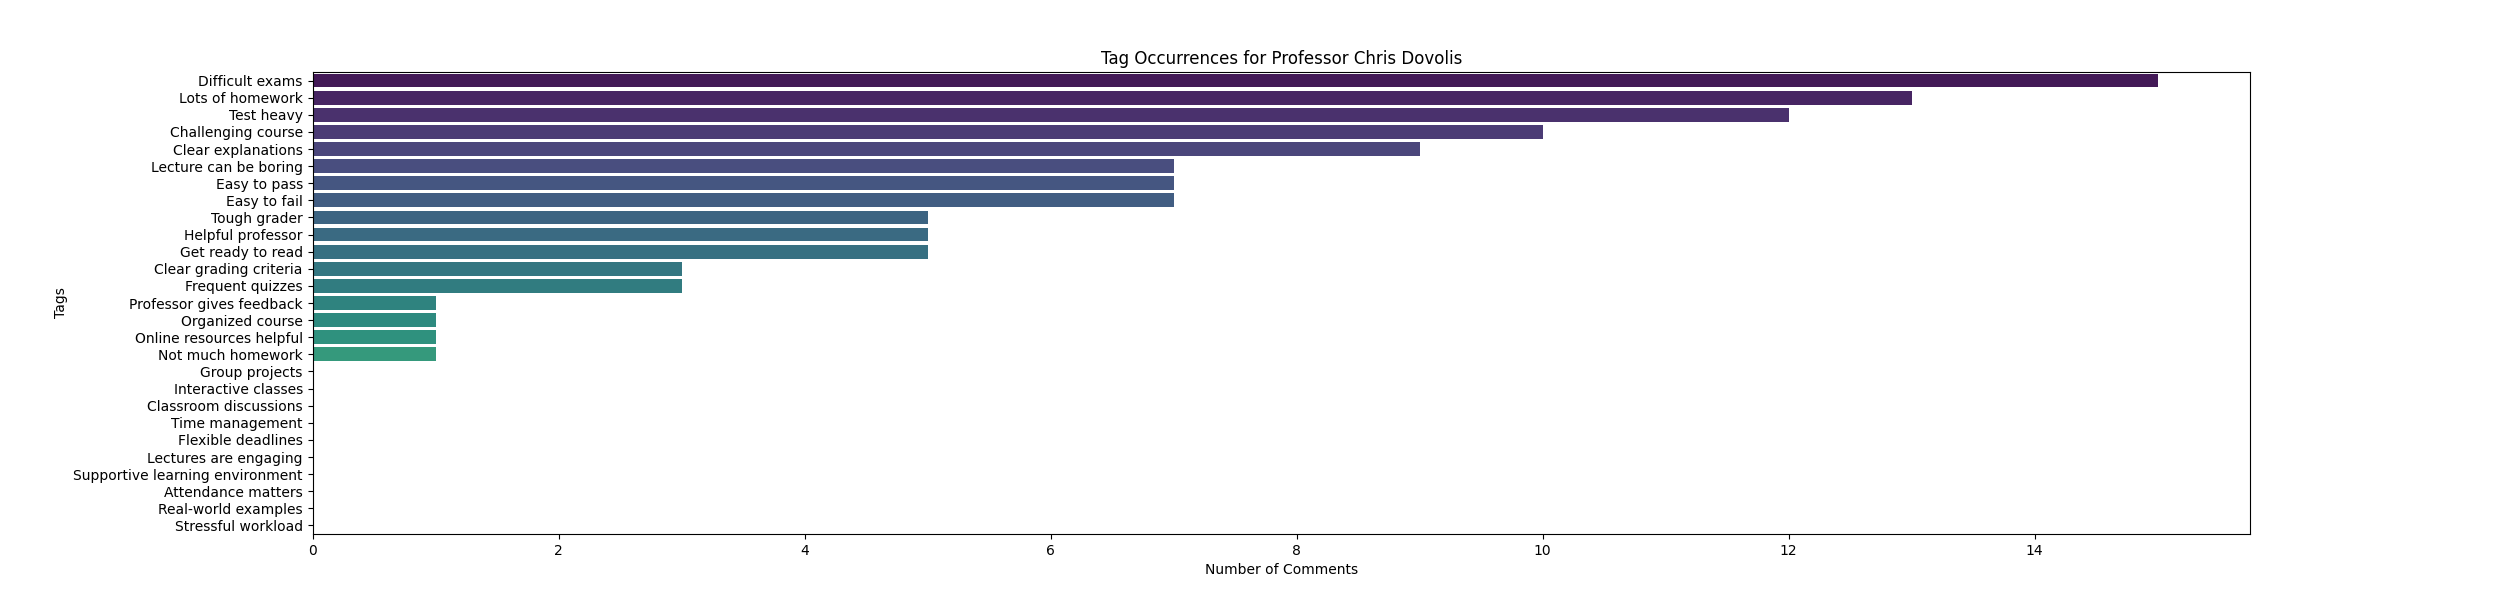 Tag Occurrences for Professor Chris Dovolis
Difficult exams
Lots of homework
Test heavy
Challenging course
Clear explanations
Lecture can be boring
Easy to pass
Easy to fail
Tough grader
Helpful professor
Get ready to read
Clear grading criteria
Frequent quizzes
Professor gives feedback
Organized course
Online resources helpful
Not much homework
Group projects
Interactive classes
Classroom discussions
Time management
Flexible deadlines
Lectures are engaging
Supportive learning environment
Attendance matters
Real-world examples
Stressful workload
Tags
0 2 4 6 8 10 12 14
Number of Comments